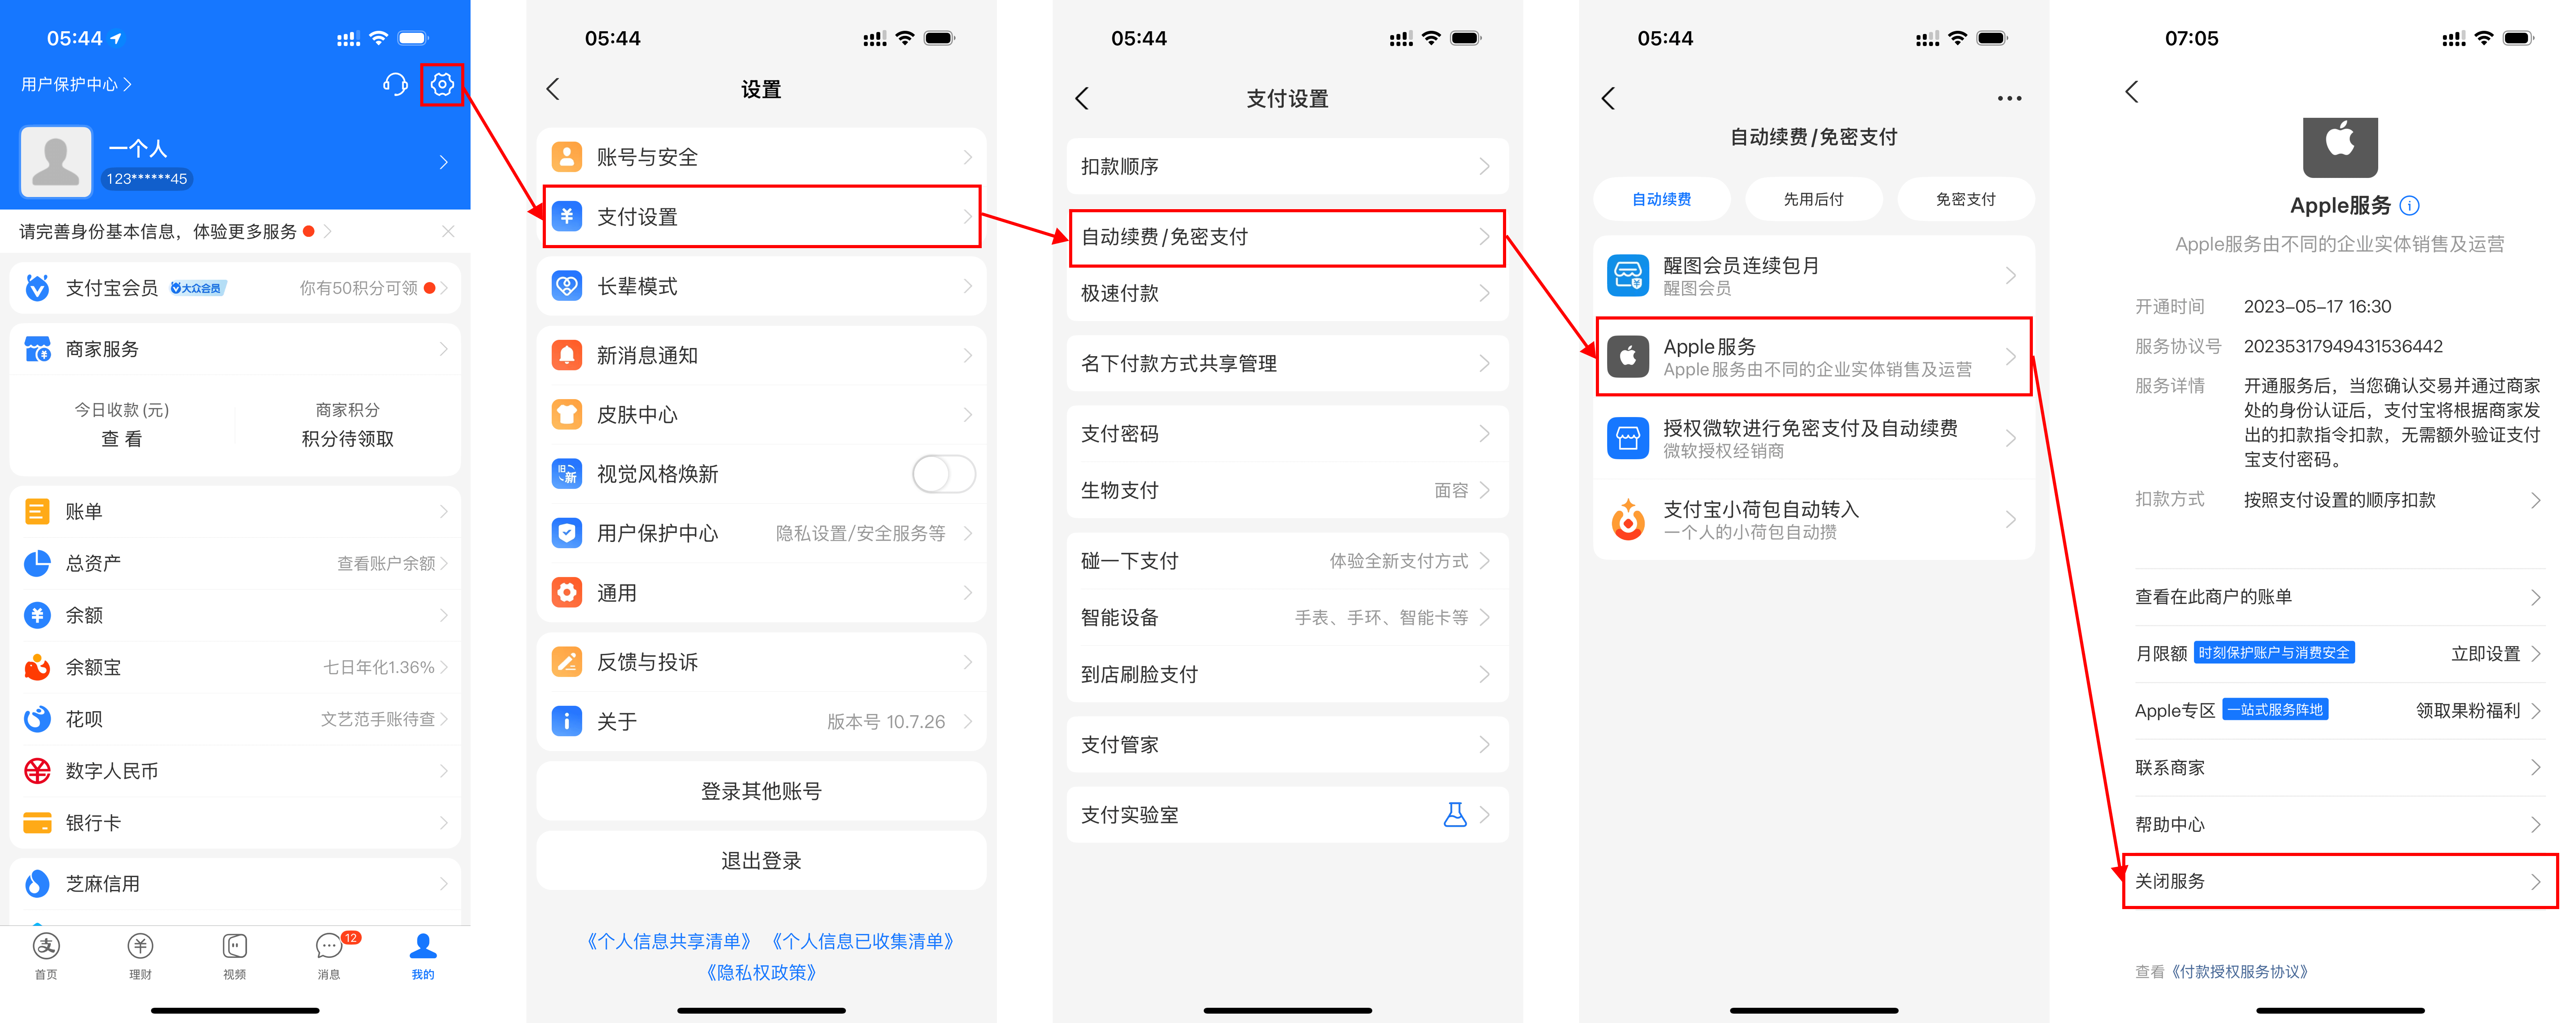 05:44
用户保护中心
一个人
123******45
请完善身份基本信息，体验更多服务
支付宝会员 大众会员 你有50积分可领
商家服务
今日收款 (元) 商家积分
查 看 积分待领取
账单
总资产 查看账户余额
余额
余额宝 七日年化1.36%
花呗 文艺范手账待查
数字人民币
银行卡
芝麻信用
12
首页 理财 视频 消息 我的
05:44
设置
账号与安全
支付设置
长辈模式
新消息通知
皮肤中心
视觉风格焕新
用户保护中心 隐私设置/安全服务等
通用
反馈与投诉
关于 版本号 10.7.26
登录其他账号
退出登录
《个人信息共享清单》 《个人信息已收集清单》
《隐私权政策》
05:44
支付设置
扣款顺序
自动续费/免密支付
极速付款
名下付款方式共享管理
支付密码
生物支付 面容
碰一下支付 体验全新支付方式
智能设备 手表、手环、智能卡等
到店刷脸支付
支付管家
支付实验室
05:44
自动续费/免密支付
自动续费 先用后付 免密支付
醒图会员连续包月
醒图会员
Apple服务
Apple服务由不同的企业实体销售及运营
授权微软进行免密支付及自动续费
微软授权经销商
支付宝小荷包自动转入
一个人的小荷包自动攒
07:05
Apple服务
Apple服务由不同的企业实体销售及运营
开通时间 2023-05-17 16:30
服务协议号 20235317949431536442
服务详情 开通服务后，当您确认交易并通过商家
处的身份认证后，支付宝将根据商家发
出的扣款指令扣款，无需额外验证支付
宝支付密码。
扣款方式 按照支付设置的顺序扣款
查看在此商户的账单
月限额 时刻保护账户与消费安全 立即设置
Apple专区 一站式服务阵地 领取果粉福利
联系商家
帮助中心
关闭服务
查看《付款授权服务协议》